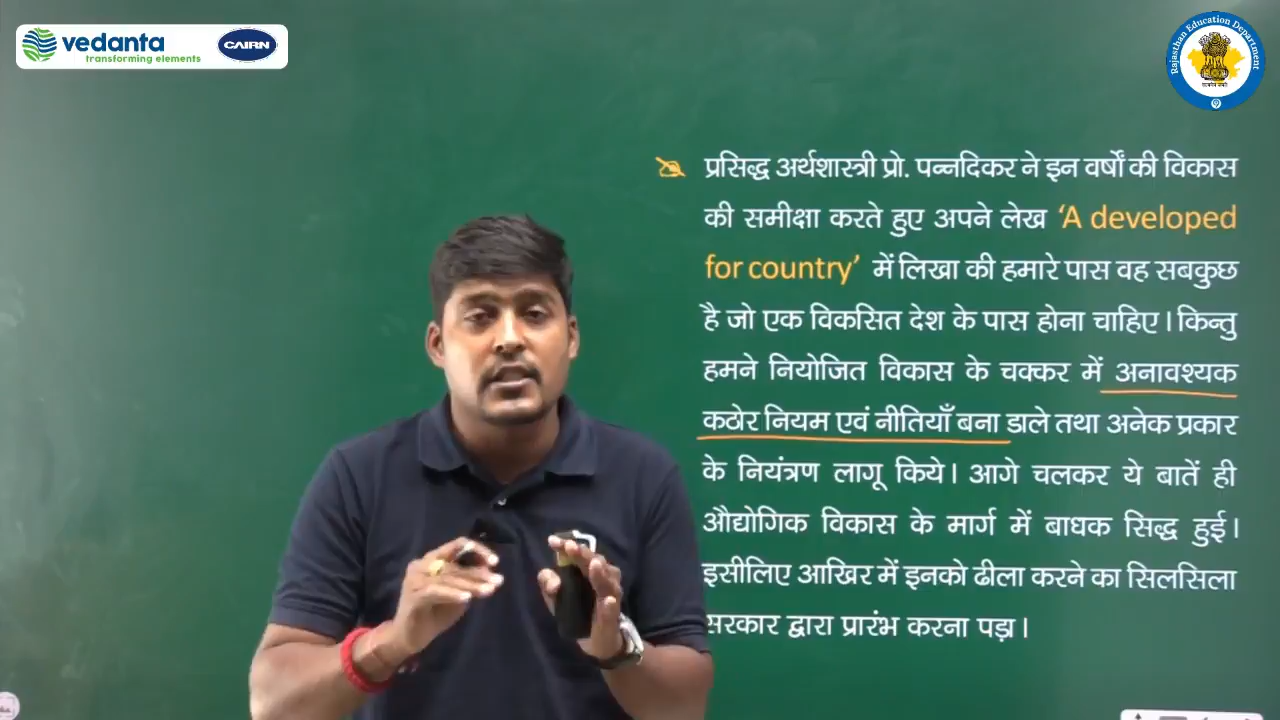 vedanta
transforming elements
CAIRN
Rajasthan Education Department
प्रसिद्ध अर्थशास्त्री प्रो. पन्नदिकर ने इन वर्षों की विकास
की समीक्षा करते हुए अपने लेख ‘A developed
for country’ में लिखा की हमारे पास वह सबकुछ
है जो एक विकसित देश के पास होना चाहिए। किन्तु
हमने नियोजित विकास के चक्कर में अनावश्यक
कठोर नियम एवं नीतियाँ बना डाले तथा अनेक प्रकार
के नियंत्रण लागू किये। आगे चलकर ये बातें ही
औद्योगिक विकास के मार्ग में बाधक सिद्ध हुई।
इसीलिए आखिर में इनको ढीला करने का सिलसिला
सरकार द्वारा प्रारंभ करना पड़ा।